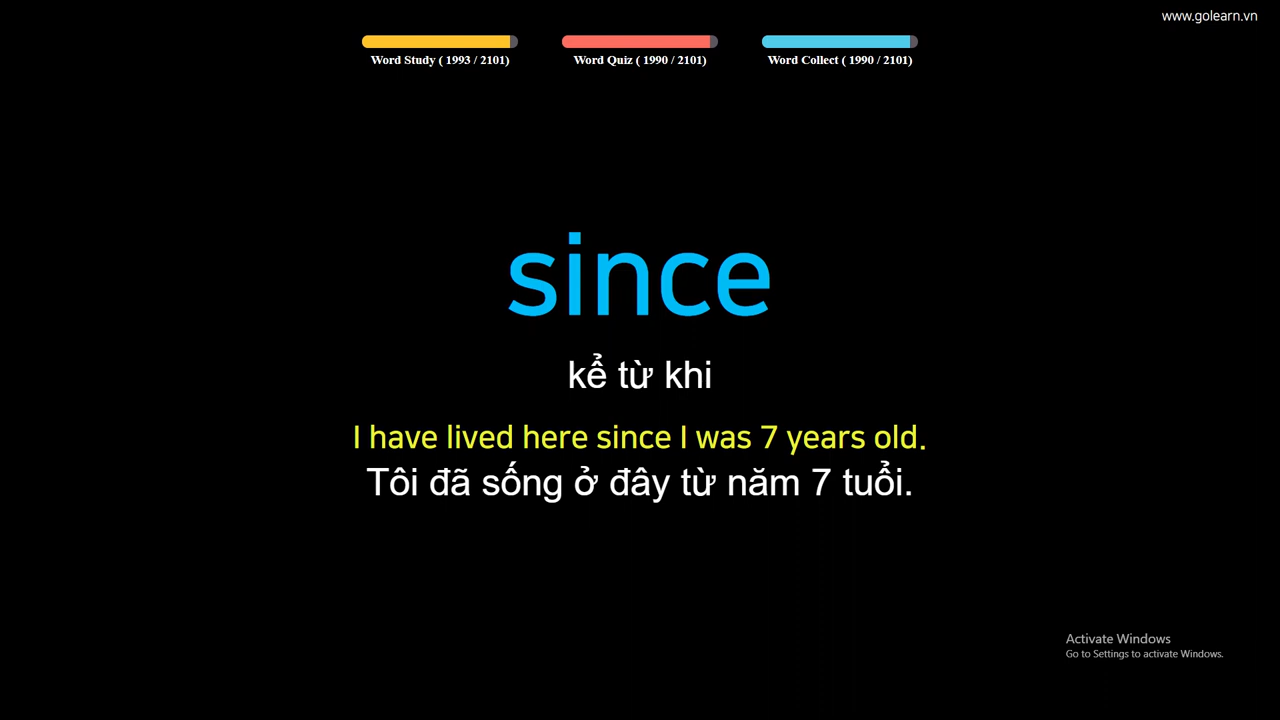 www.golearn.vn
Word Study ( 1993 / 2101) Word Quiz ( 1990 / 2101) Word Collect ( 1990 / 2101)
since
kể từ khi
I have lived here since I was 7 years old.
Tôi đã sống ở đây từ năm 7 tuổi.
Activate Windows
Go to Settings to activate Windows.